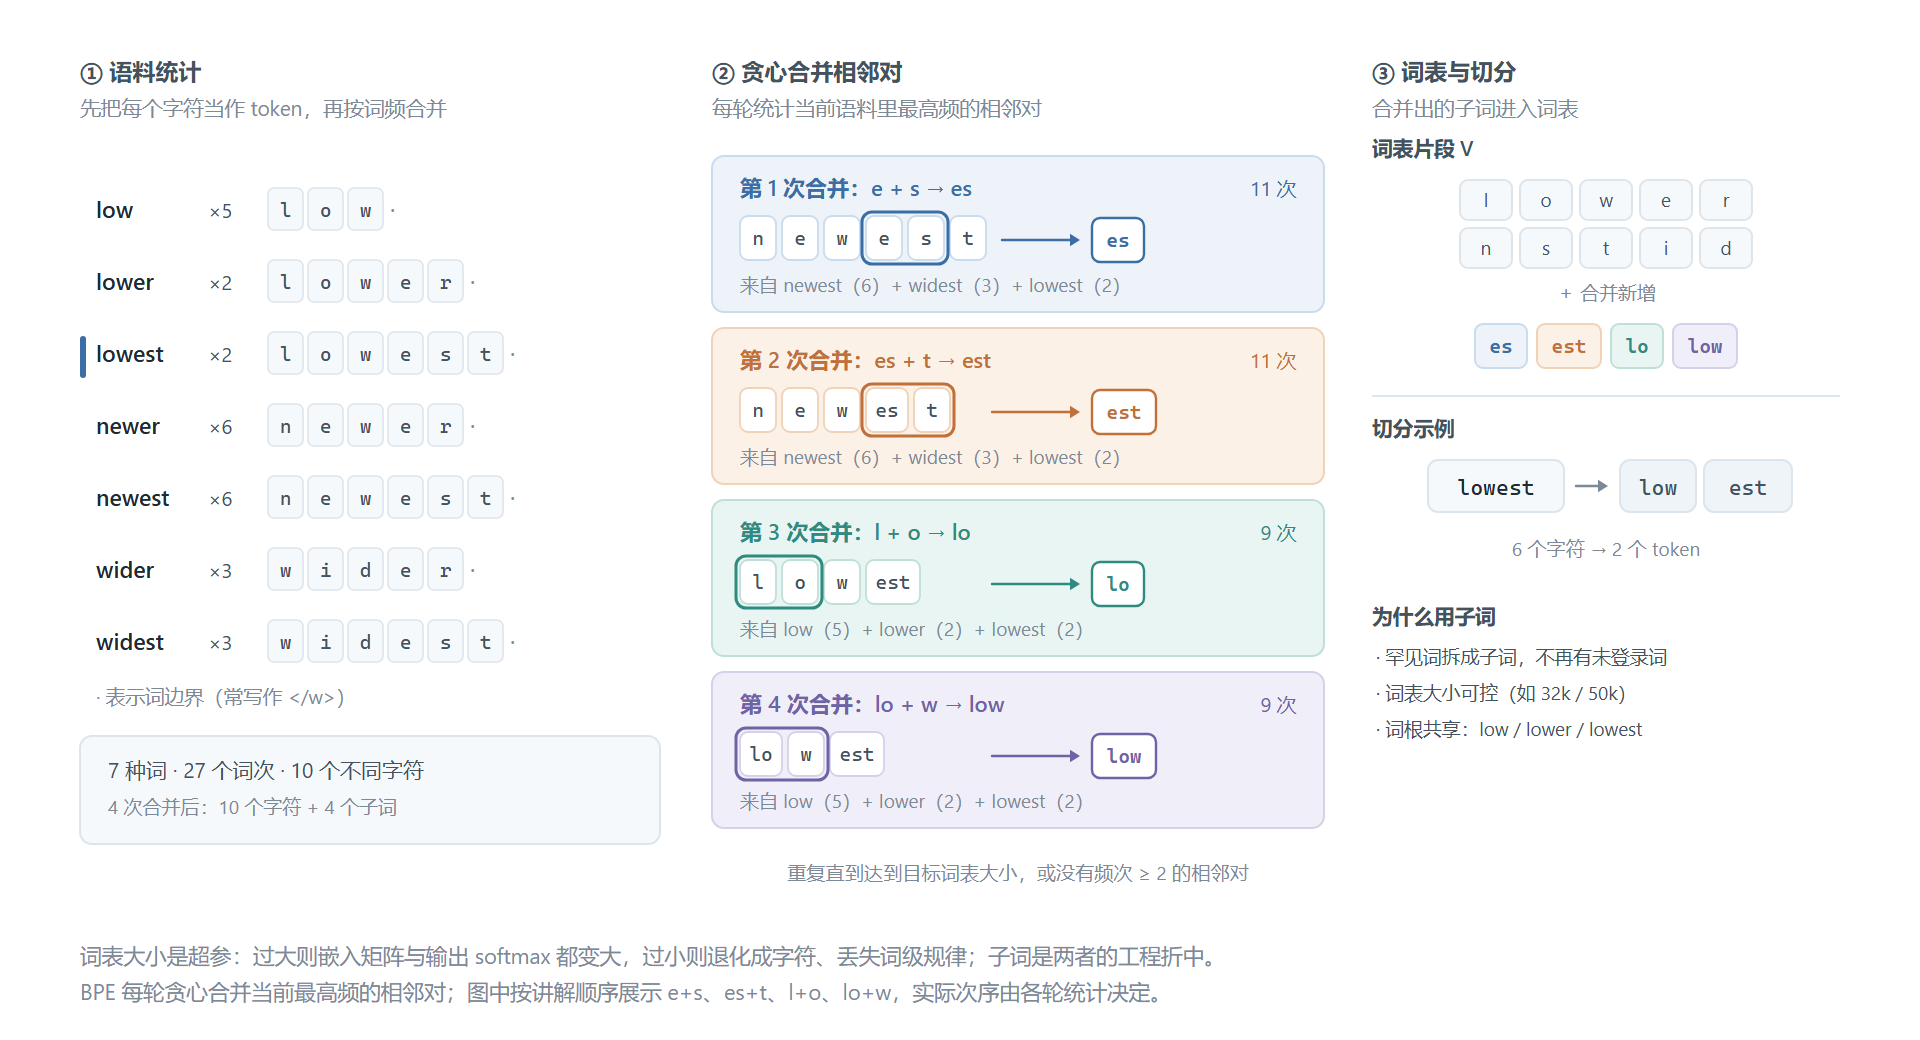 ① 语料统计
先把每个字符当作 token，再按词频合并
low ×5 l o w ·
lower ×2 l o w e r ·
lowest ×2 l o w e s t ·
newer ×6 n e w e r ·
newest ×6 n e w e s t ·
wider ×3 w i d e r ·
widest ×3 w i d e s t ·
· 表示词边界（常写作 </w>）
7 种词 · 27 个词次 · 10 个不同字符
4 次合并后：10 个字符 + 4 个子词
② 贪心合并相邻对
每轮统计当前语料里最高频的相邻对
第 1 次合并：e + s → es 11 次
n e w e s t es
来自 newest（6）+ widest（3）+ lowest（2）
第 2 次合并：es + t → est 11 次
n e w es t est
来自 newest（6）+ widest（3）+ lowest（2）
第 3 次合并：l + o → lo 9 次
l o w est lo
来自 low（5）+ lower（2）+ lowest（2）
第 4 次合并：lo + w → low 9 次
lo w est low
来自 low（5）+ lower（2）+ lowest（2）
重复直到达到目标词表大小，或没有频次 ≥ 2 的相邻对
③ 词表与切分
合并出的子词进入词表
词表片段 V
l o w e r
n s t i d
+ 合并新增
es est lo low
切分示例
lowest → low est
6 个字符 → 2 个 token
为什么用子词
· 罕见词拆成子词，不再有未登录词
· 词表大小可控（如 32k / 50k）
· 词根共享：low / lower / lowest
词表大小是超参：过大则嵌入矩阵与输出 softmax 都变大，过小则退化成字符、丢失词级规律；子词是两者的工程折中。
BPE 每轮贪心合并当前最高频的相邻对；图中按讲解顺序展示 e+s、es+t、l+o、lo+w，实际次序由各轮统计决定。